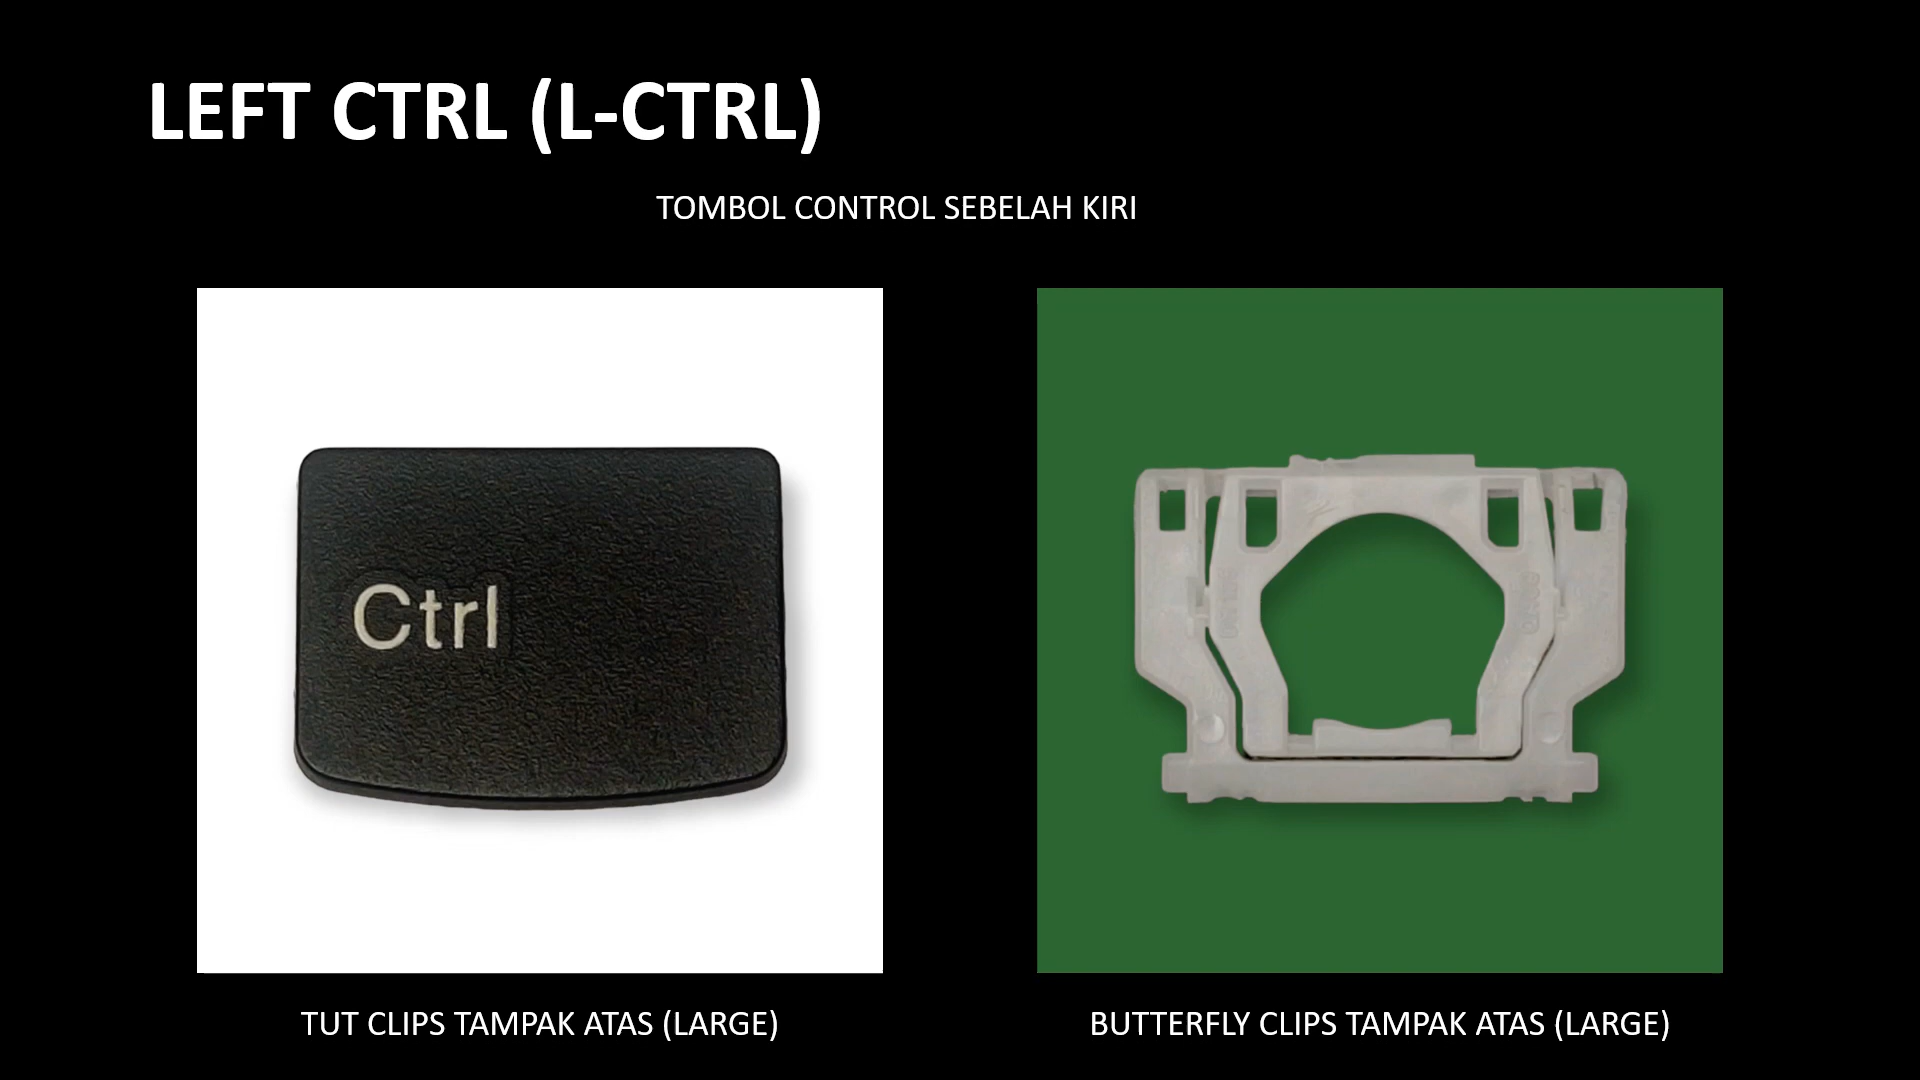 LEFT CTRL (L-CTRL)
TOMBOL CONTROL SEBELAH KIRI
Ctrl
TUT CLIPS TAMPAK ATAS (LARGE)
BUTTERFLY CLIPS TAMPAK ATAS (LARGE)